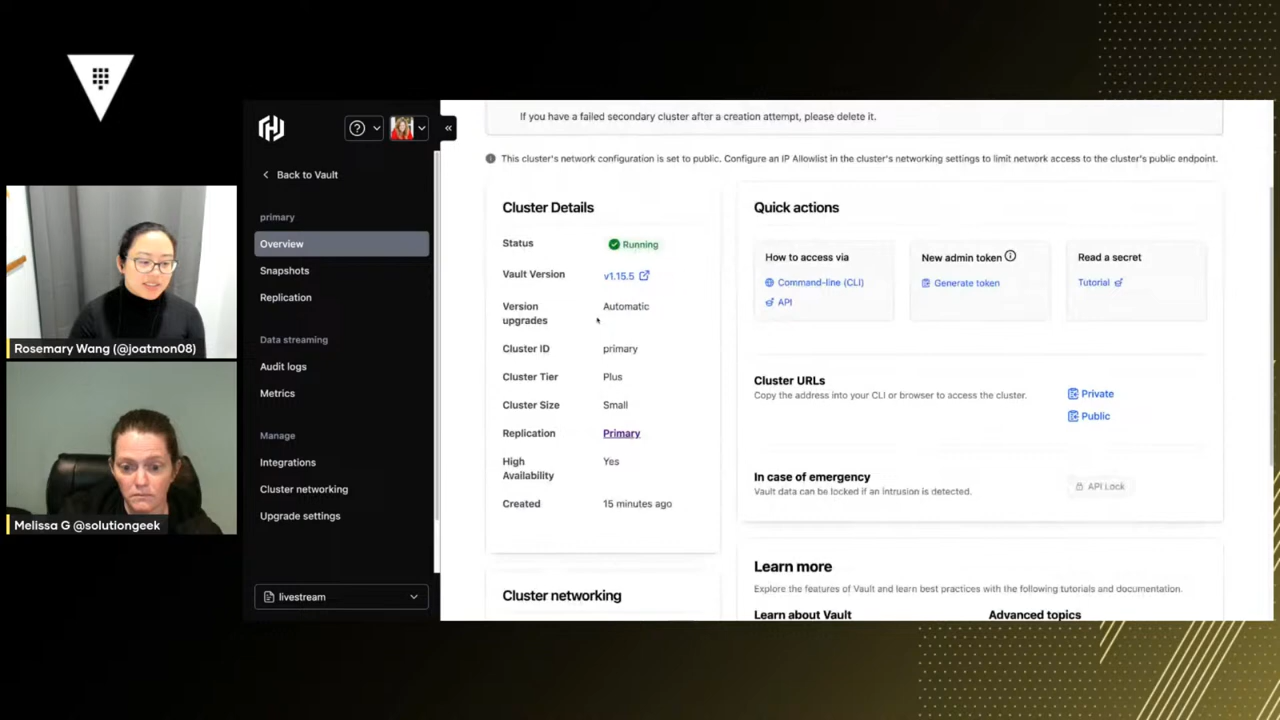 Rosemary Wang (@joatmon08)
Melissa G @solutiongeek
Back to Vault
primary
Overview
Snapshots
Replication
Data streaming
Audit logs
Metrics
Manage
Integrations
Cluster networking
Upgrade settings
livestream
If you have a failed secondary cluster after a creation attempt, please delete it.
This cluster's network configuration is set to public. Configure an IP Allowlist in the cluster's networking settings to limit network access to the cluster's public endpoint.
Cluster Details
Status Running
Vault Version v1.15.5
Version
upgrades Automatic
Cluster ID primary
Cluster Tier Plus
Cluster Size Small
Replication Primary
High
Availability Yes
Created 15 minutes ago
Cluster networking
Quick actions
How to access via
Command-line (CLI)
API
New admin token
Generate token
Read a secret
Tutorial
Cluster URLs
Copy the address into your CLI or browser to access the cluster.
Private
Public
In case of emergency
Vault data can be locked if an intrusion is detected.
API Lock
Learn more
Explore the features of Vault and learn best practices with the following tutorials and documentation.
Learn about Vault
Advanced topics